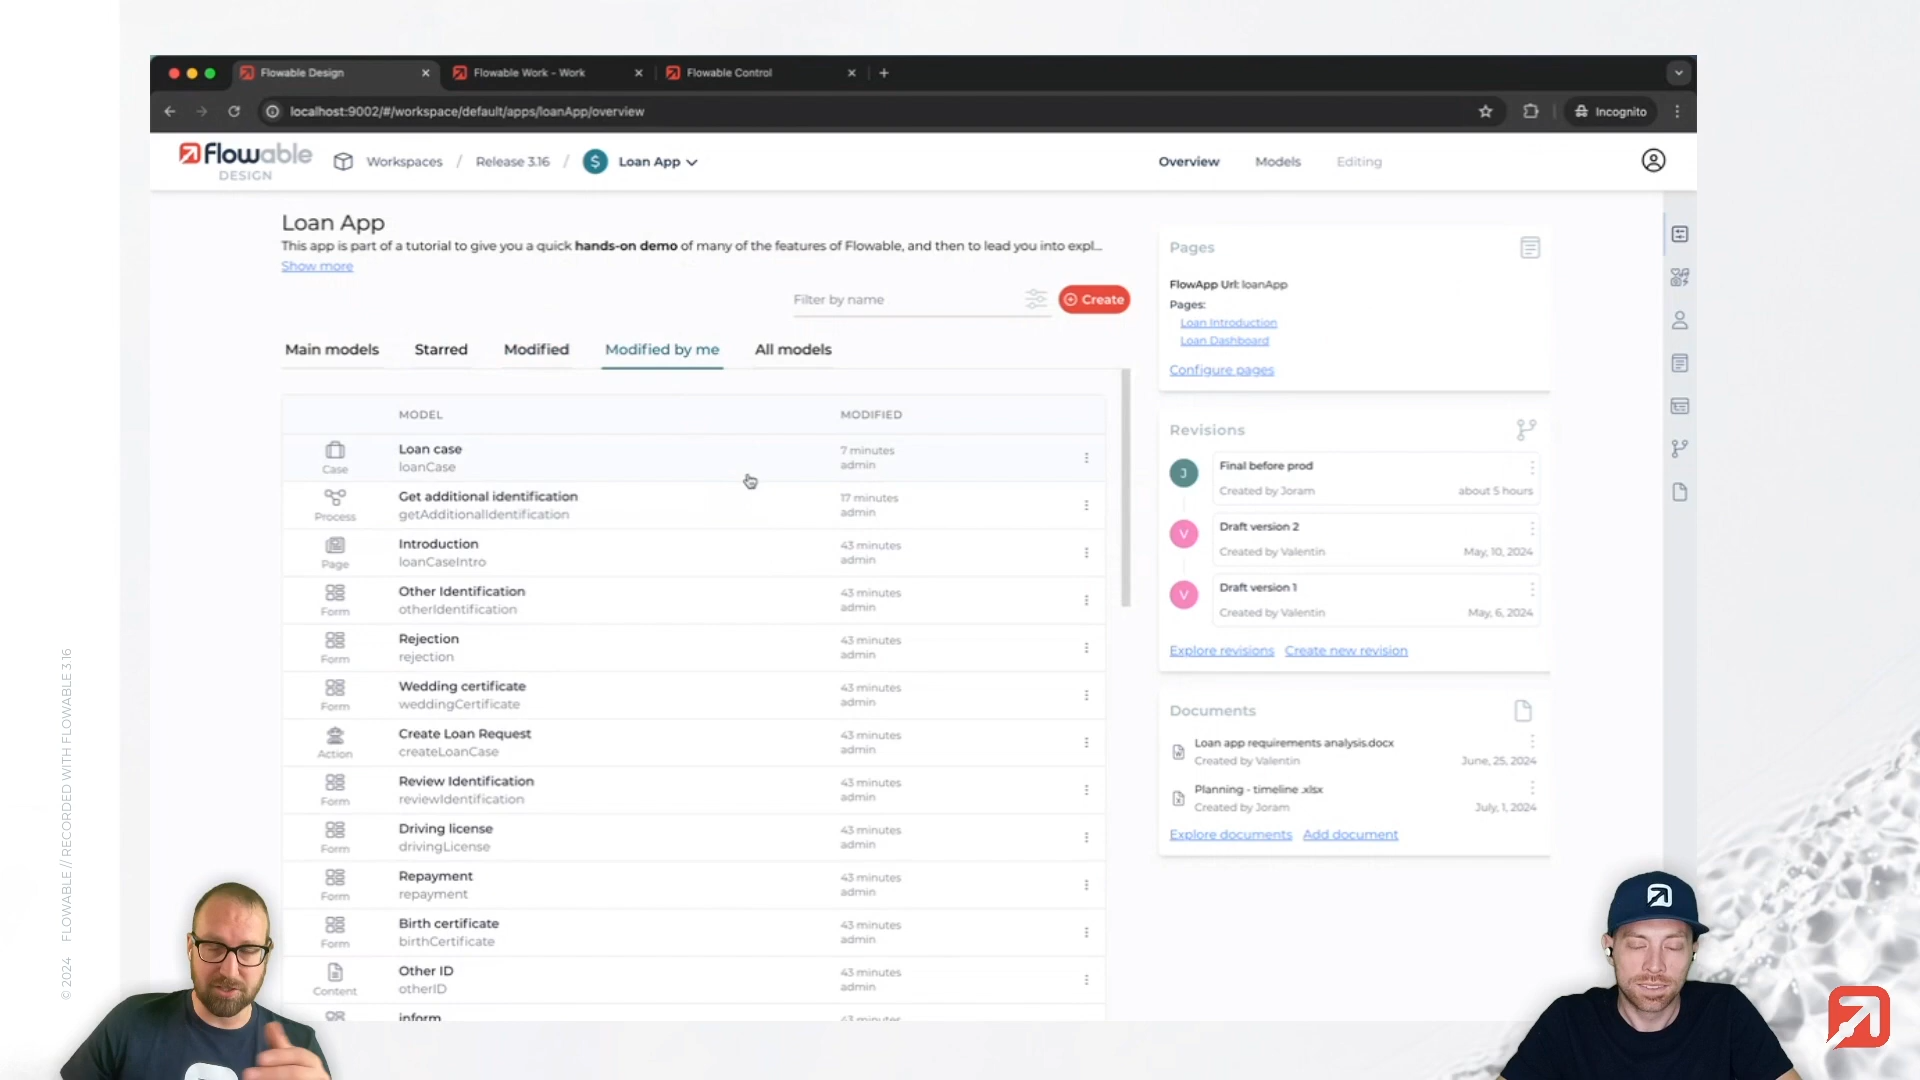 Flowable Design
Flowable Work - Work
Flowable Control
localhost:9002/#/workspace/default/apps/loanApp/overview
Incognito
flowable
DESIGN
Workspaces / Release 3.16 / $ Loan App
Overview
Models
Editing
Loan App
This app is part of a tutorial to give you a quick hands-on demo of many of the features of Flowable, and then to lead you into expl...
Show more
Filter by name
Create
Main models
Starred
Modified
Modified by me
All models
MODEL
MODIFIED
Case
Loan case
loanCase
7 minutes
admin
Process
Get additional identification
getAdditionalIdentification
17 minutes
admin
Page
Introduction
loanCaseIntro
43 minutes
admin
Form
Other Identification
otherIdentification
43 minutes
admin
Form
Rejection
rejection
43 minutes
admin
Form
Wedding certificate
weddingCertificate
43 minutes
admin
Action
Create Loan Request
createLoanCase
43 minutes
admin
Form
Review Identification
reviewIdentification
43 minutes
admin
Form
Driving license
drivingLicense
43 minutes
admin
Form
Repayment
repayment
43 minutes
admin
Form
Birth certificate
birthCertificate
43 minutes
admin
Content
Other ID
otherID
43 minutes
admin
inform
43 minutes
Pages
FlowApp Url: loanApp
Pages:
Loan Introduction
Loan Dashboard
Configure pages
Revisions
J
Final before prod
Created by Joram
about 5 hours
V
Draft version 2
Created by Valentin
May, 10, 2024
V
Draft version 1
Created by Valentin
May, 6, 2024
Explore revisions
Create new revision
Documents
Loan app requirements analysis.docx
Created by Valentin
June, 25, 2024
Planning - timeline .xlsx
Created by Joram
July, 1, 2024
Explore documents
Add document
© 2024 FLOWABLE // RECORDED WITH FLOWABLE 3.16